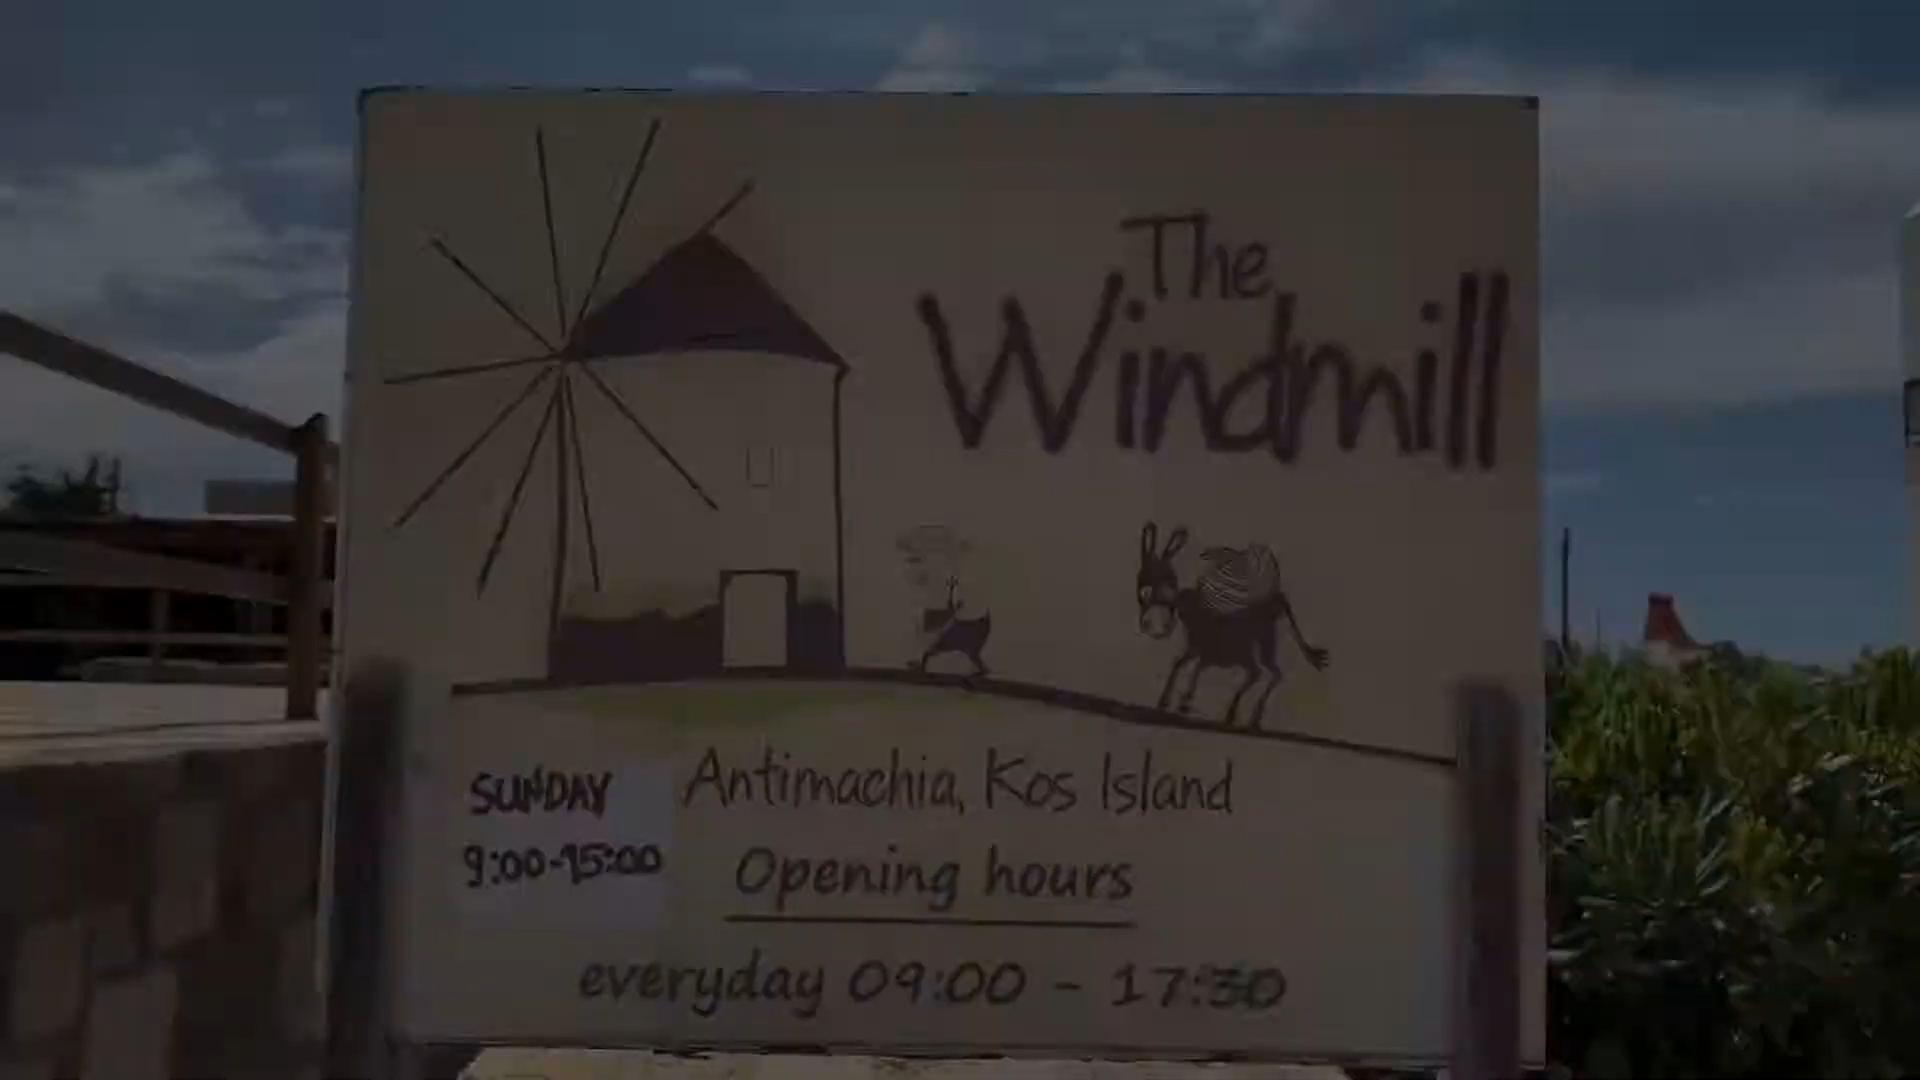 The
Windmill
Antimachia, Kos Island
SUNDAY
9:00-15:00
Opening hours
everyday 09:00 - 17:30